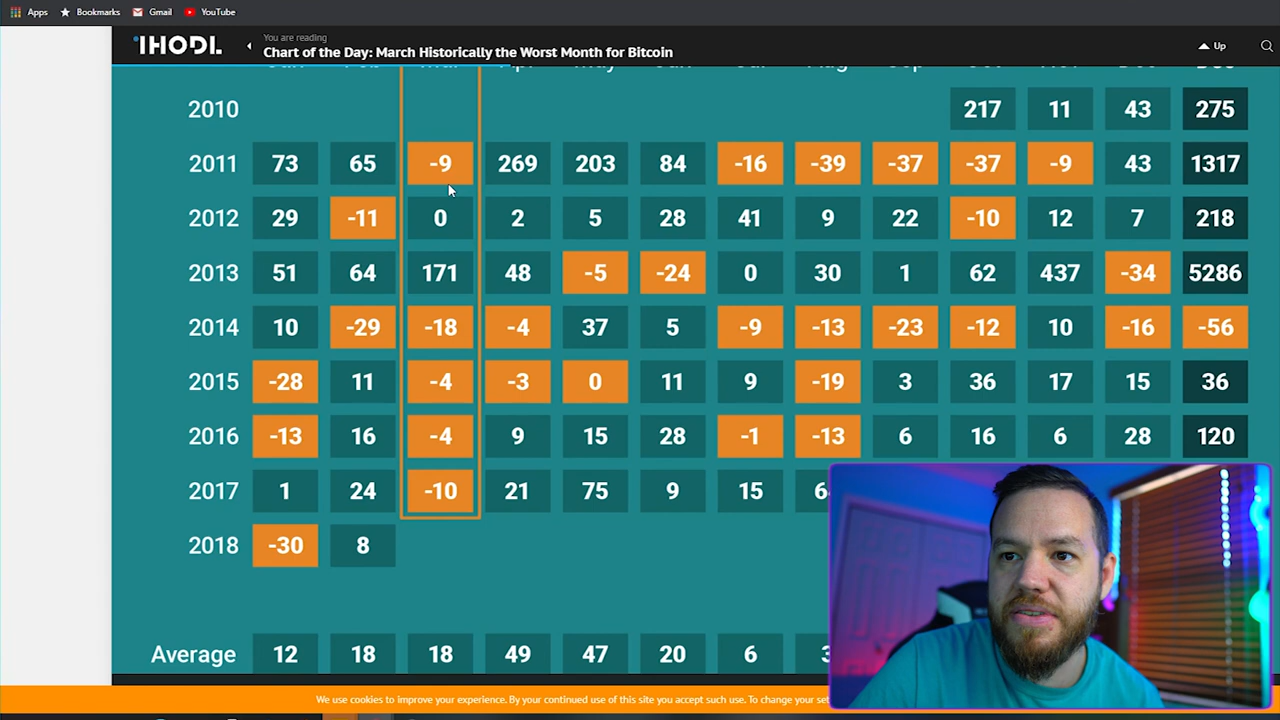 Apps Bookmarks Gmail YouTube
IHODL
You are reading
Chart of the Day: March Historically the Worst Month for Bitcoin
Up
2010 217 11 43 275
2011 73 65 -9 269 203 84 -16 -39 -37 -37 -9 43 1317
2012 29 -11 0 2 5 28 41 9 22 -10 12 7 218
2013 51 64 171 48 -5 -24 0 30 1 62 437 -34 5286
2014 10 -29 -18 -4 37 5 -9 -13 -23 -12 10 -16 -56
2015 -28 11 -4 -3 0 11 9 -19 3 36 17 15 36
2016 -13 16 -4 9 15 28 -1 -13 6 16 6 28 120
2017 1 24 -10 21 75 9 15
2018 -30 8
Average 12 18 18 49 47 20 6
We use cookies to improve your experience. By your continued use of this site you accept such use. To change your